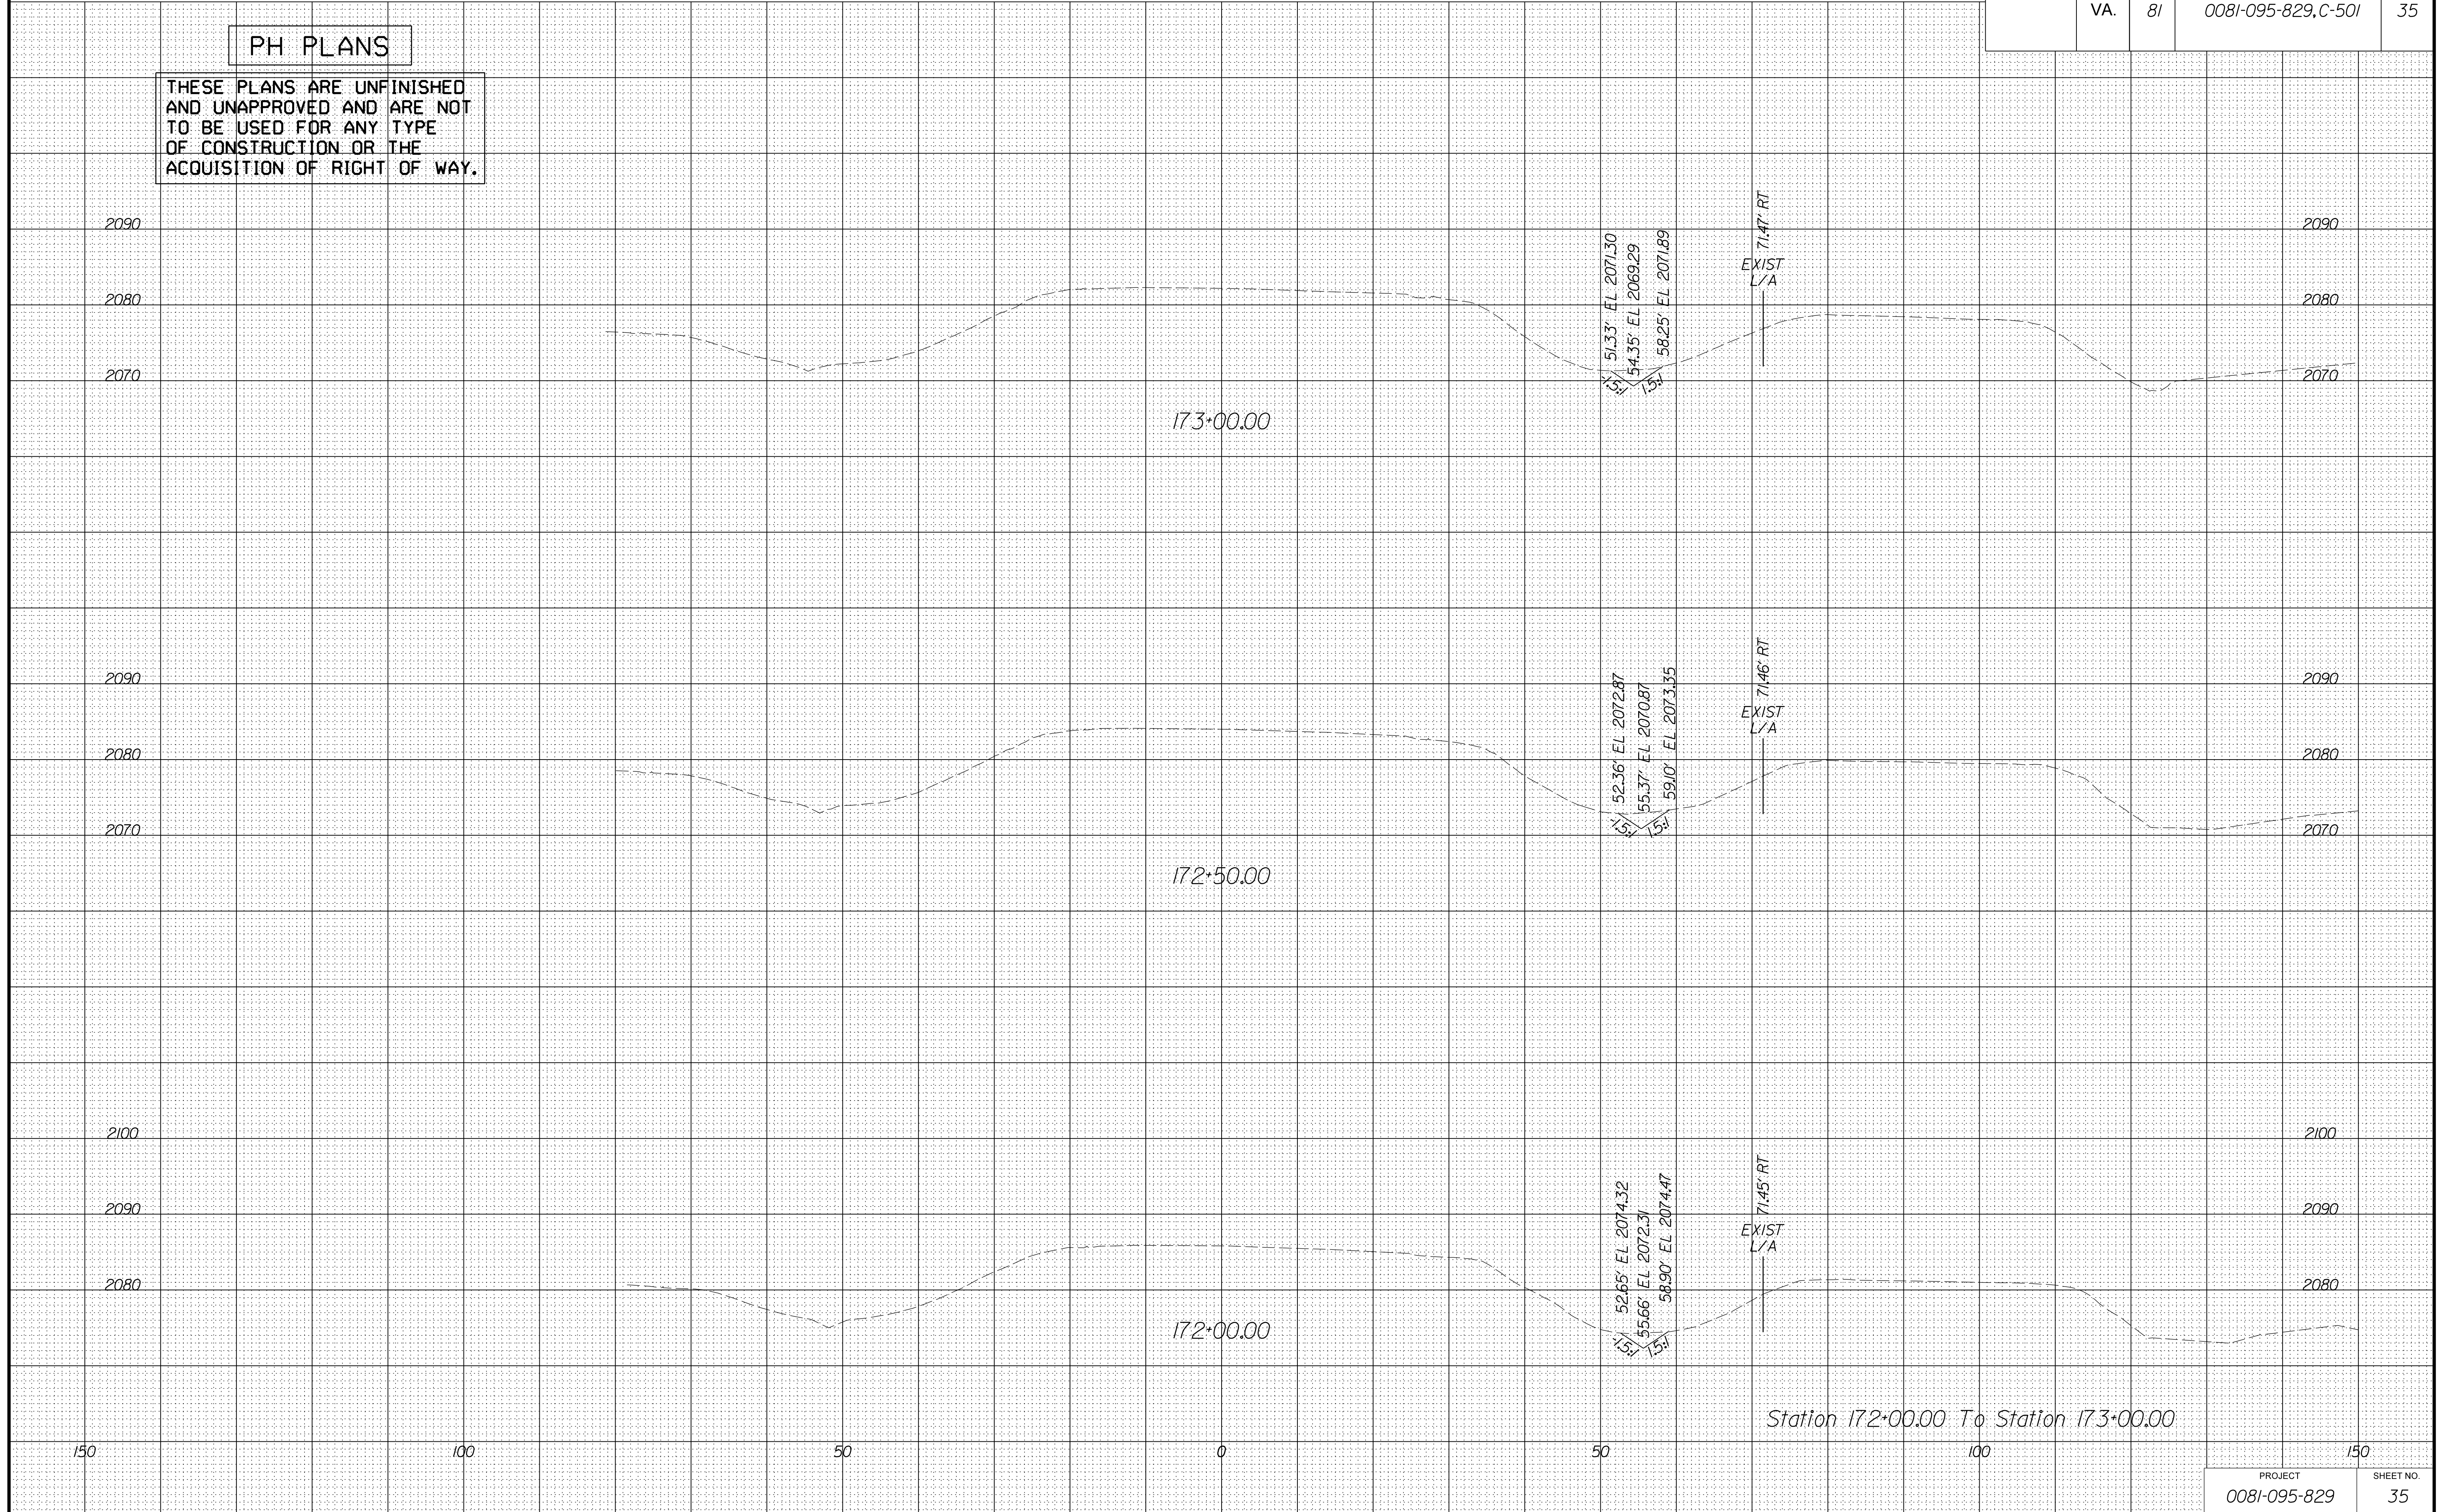 VA. 81 0081-095-829, C-501 35
PH PLANS
THESE PLANS ARE UNFINISHED
AND UNAPPROVED AND ARE NOT
TO BE USED FOR ANY TYPE
OF CONSTRUCTION OR THE
ACQUISITION OF RIGHT OF WAY.
2090 2090
2080 2080
2070 2070
51.33' EL 2071.30
54.35' EL 2069.29
58.25' EL 2071.89
71.47' RT
EXIST
L/A
-1.5:1 1.5:1
173+00.00
2090 2090
2080 2080
2070 2070
52.36' EL 2072.87
55.37' EL 2070.87
59.10' EL 2073.35
71.46' RT
EXIST
L/A
-1.5:1 1.5:1
172+50.00
2100 2100
2090 2090
2080 2080
52.65' EL 2074.32
55.66' EL 2072.31
58.90' EL 2074.47
71.45' RT
EXIST
L/A
-1.5:1 1.5:1
172+00.00
Station 172+00.00 To Station 173+00.00
150 100 50 0 50 100 150
PROJECT SHEET NO.
0081-095-829 35